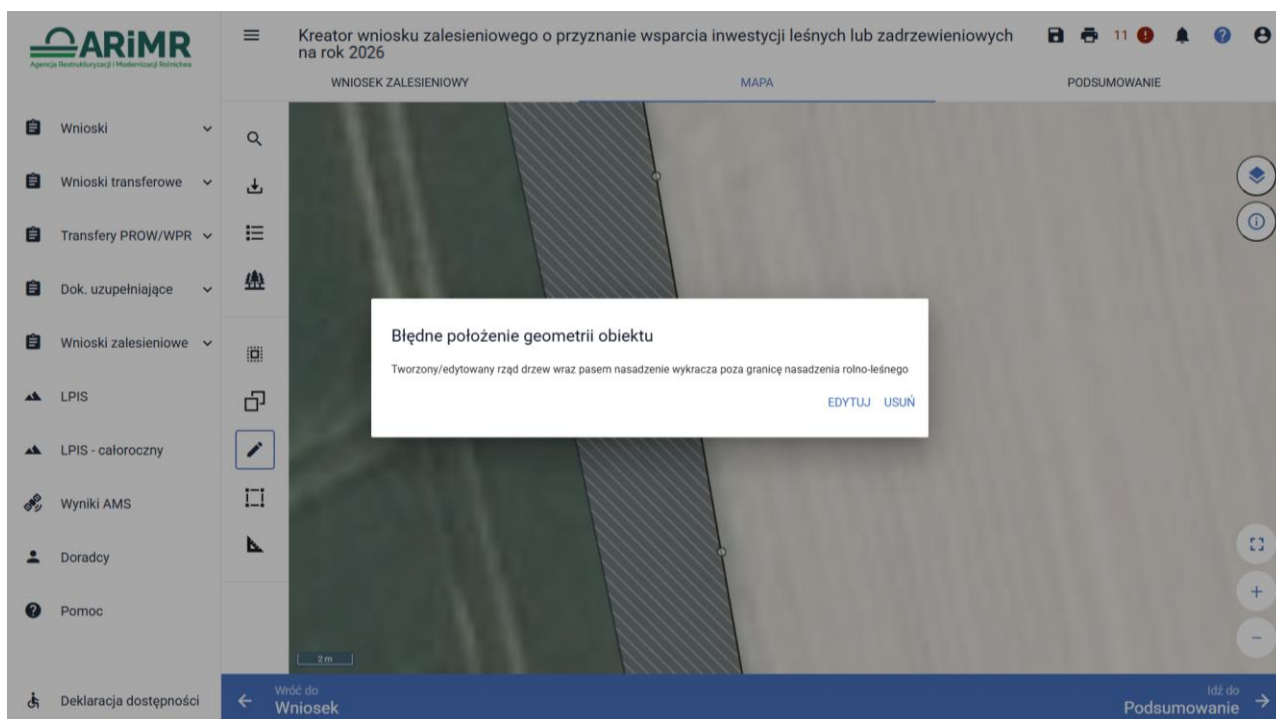 ARiMR
Agencja Restrukturyzacji i Modernizacji Rolnictwa
Kreator wniosku zalesieniowego o przyznanie wsparcia inwestycji leśnych lub zadrzewieniowych
na rok 2026
11
WNIOSEK ZALESIENIOWY
MAPA
PODSUMOWANIE
Wnioski
Wnioski transferowe
Transfery PROW/WPR
Dok. uzupełniające
Wnioski zalesieniowe
LPIS
LPIS - całoroczny
Wyniki AMS
Doradcy
Pomoc
Deklaracja dostępności
Błędne położenie geometrii obiektu
Tworzony/edytowany rząd drzew wraz pasem nasadzenie wykracza poza granicę nasadzenia rolno-leśnego
EDYTUJ USUŃ
2 m
Wróć do
Wniosek
Idź do
Podsumowanie